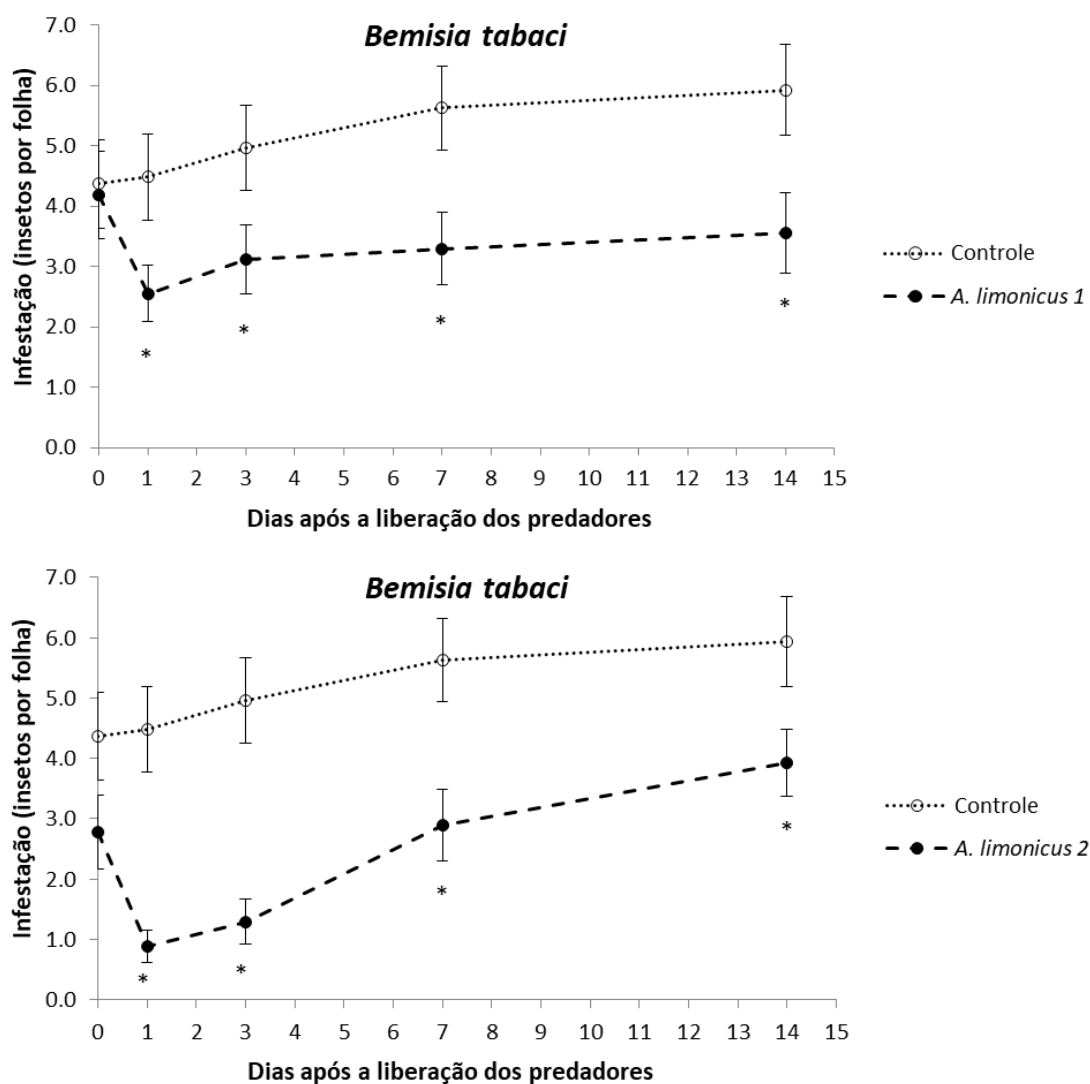 Bemisia tabaci
Infestação (insetos por folha)
7.0
6.0
5.0
4.0
3.0
2.0
1.0
0.0
* * * *
0 1 2 3 4 5 6 7 8 9 10 11 12 13 14 15
Dias após a liberação dos predadores
Controle
A. limonicus 1
Bemisia tabaci
Infestação (insetos por folha)
7.0
6.0
5.0
4.0
3.0
2.0
1.0
0.0
* * * *
0 1 2 3 4 5 6 7 8 9 10 11 12 13 14 15
Dias após a liberação dos predadores
Controle
A. limonicus 2